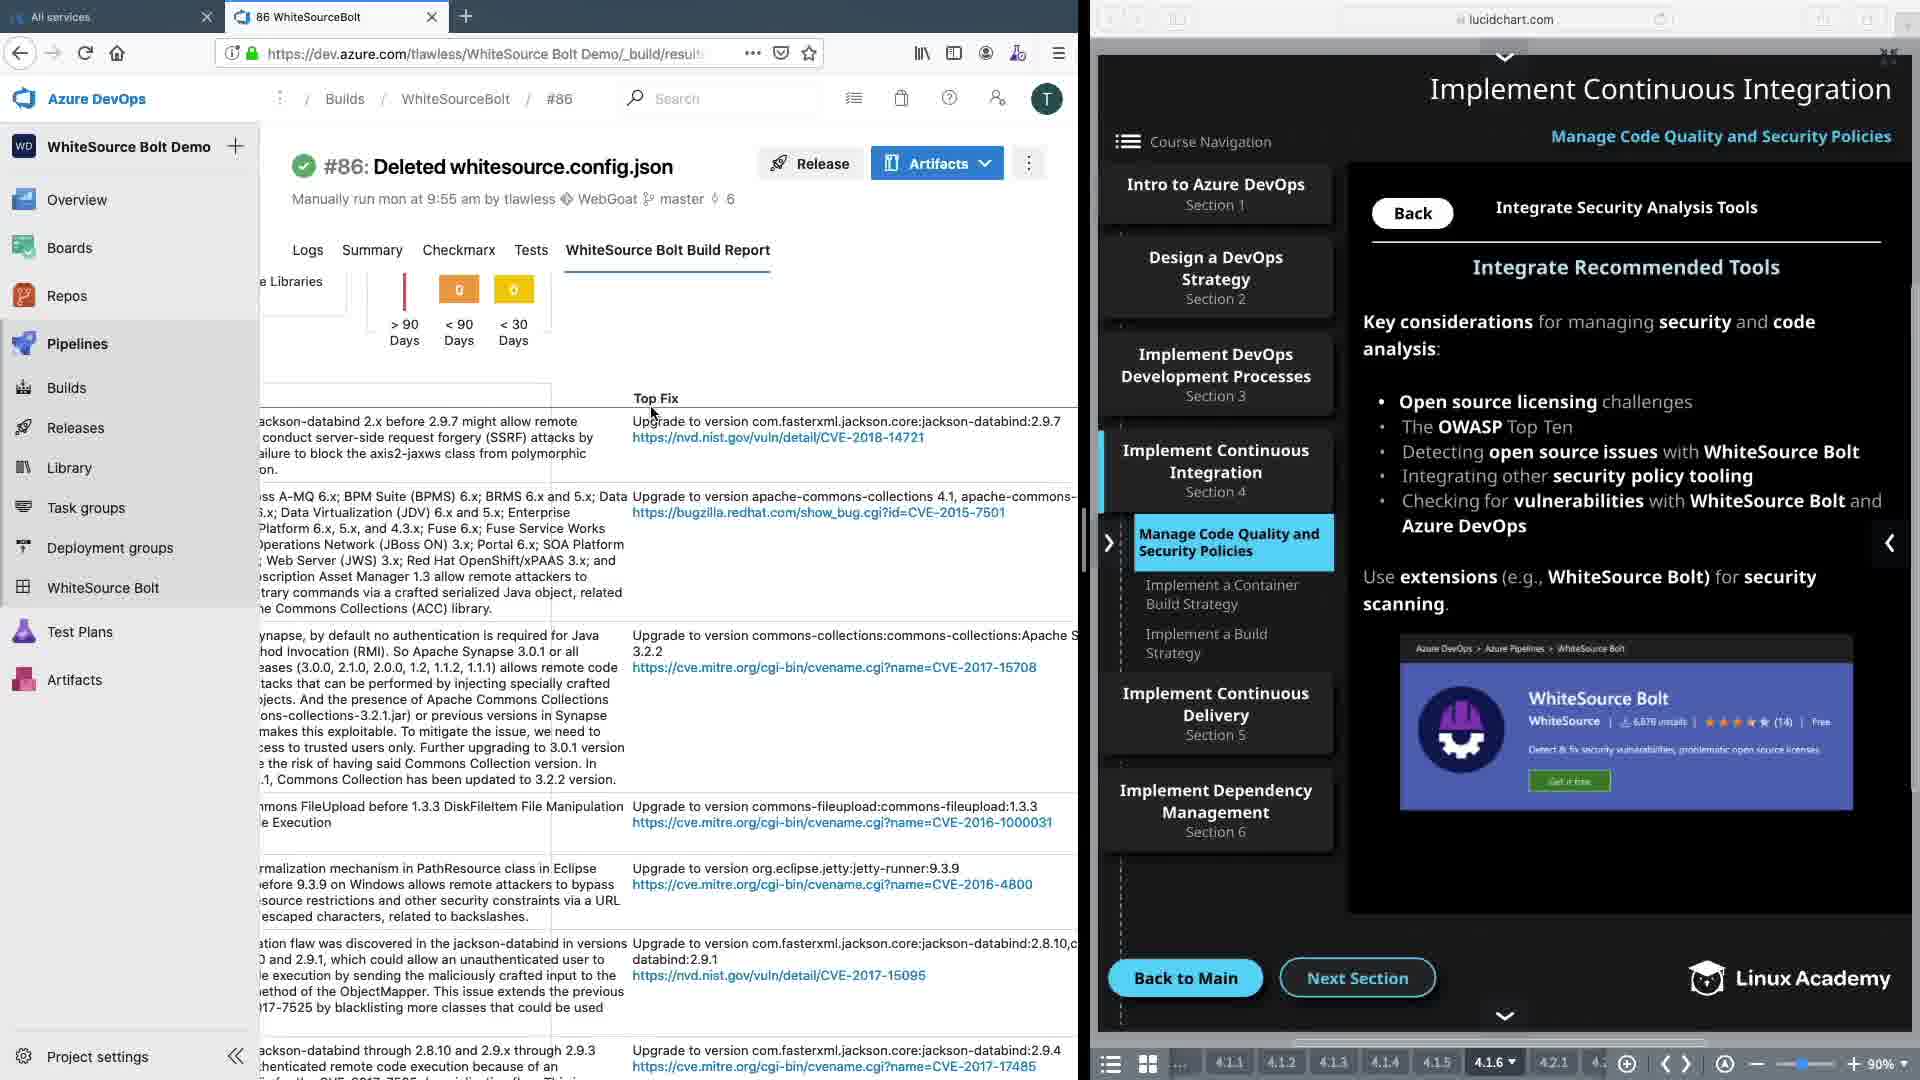 All services
86 WhiteSourceBolt
https://dev.azure.com/tlawless/WhiteSource Bolt Demo/_build/result
Azure DevOps
/ Builds / WhiteSourceBolt / #86
Search
T
WD WhiteSource Bolt Demo
Overview
Boards
Repos
Pipelines
Builds
Releases
Library
Task groups
Deployment groups
WhiteSource Bolt
Test Plans
Artifacts
Project settings
#86: Deleted whitesource.config.json
Release
Artifacts
Manually run mon at 9:55 am by tlawless WebGoat master 6
Logs Summary Checkmarx Tests WhiteSource Bolt Build Report
e Libraries
0 0
> 90 Days
< 90 Days
< 30 Days
Top Fix
ackson-databind 2.x before 2.9.7 might allow remote
conduct server-side request forgery (SSRF) attacks by
ailure to block the axis2-jaxws class from polymorphic
on.
Upgrade to version com.fasterxml.jackson.core:jackson-databind:2.9.7
https://nvd.nist.gov/vuln/detail/CVE-2018-14721
ss A-MQ 6.x; BPM Suite (BPMS) 6.x; BRMS 6.x and 5.x; Data
.x; Data Virtualization (JDV) 6.x and 5.x; Enterprise
Platform 6.x, 5.x, and 4.3.x; Fuse 6.x; Fuse Service Works
perations Network (JBoss ON) 3.x; Portal 6.x; SOA Platform
; Web Server (JWS) 3.x; Red Hat OpenShift/xPAAS 3.x; and
scription Asset Manager 1.3 allow remote attackers to
trary commands via a crafted serialized Java object, related
e Commons Collections (ACC) library.
Upgrade to version apache-commons-collections 4.1, apache-commons-
https://bugzilla.redhat.com/show_bug.cgi?id=CVE-2015-7501
ynapse, by default no authentication is required for Java
hod Invocation (RMI). So Apache Synapse 3.0.1 or all
eases (3.0.0, 2.1.0, 2.0.0, 1.2, 1.1.2, 1.1.1) allows remote code
tacks that can be performed by injecting specially crafted
bjects. And the presence of Apache Commons Collections
ons-collections-3.2.1.jar) or previous versions in Synapse
makes this exploitable. To mitigate the issue, we need to
cess to trusted users only. Further upgrading to 3.0.1 version
e the risk of having said Commons Collection version. In
.1, Commons Collection has been updated to 3.2.2 version.
Upgrade to version commons-collections:commons-collections:Apache S
3.2.2
https://cve.mitre.org/cgi-bin/cvename.cgi?name=CVE-2017-15708
mmons FileUpload before 1.3.3 DiskFileItem File Manipulation
e Execution
Upgrade to version commons-fileupload:commons-fileupload:1.3.3
https://cve.mitre.org/cgi-bin/cvename.cgi?name=CVE-2016-1000031
rmalization mechanism in PathResource class in Eclipse
efore 9.3.9 on Windows allows remote attackers to bypass
source restrictions and other security constraints via a URL
escaped characters, related to backslashes.
Upgrade to version org.eclipse.jetty:jetty-runner:9.3.9
https://cve.mitre.org/cgi-bin/cvename.cgi?name=CVE-2016-4800
ation flaw was discovered in the jackson-databind in versions
0 and 2.9.1, which could allow an unauthenticated user to
e execution by sending the maliciously crafted input to the
ethod of the ObjectMapper. This issue extends the previous
017-7525 by blacklisting more classes that could be used
Upgrade to version com.fasterxml.jackson.core:jackson-databind:2.8.10,c
databind:2.9.1
https://nvd.nist.gov/vuln/detail/CVE-2017-15095
ackson-databind through 2.8.10 and 2.9.x through 2.9.3
thenticated remote code execution because of an
Upgrade to version com.fasterxml.jackson.core:jackson-databind:2.9.4
https://nvd.nist.gov/vuln/detail/CVE-2017-17485
lucidchart.com
Implement Continuous Integration
Manage Code Quality and Security Policies
Course Navigation
Intro to Azure DevOps
Section 1
Design a DevOps
Strategy
Section 2
Implement DevOps
Development Processes
Section 3
Implement Continuous
Integration
Section 4
Manage Code Quality and
Security Policies
Implement a Container
Build Strategy
Implement a Build
Strategy
Implement Continuous
Delivery
Section 5
Implement Dependency
Management
Section 6
Back
Integrate Security Analysis Tools
Integrate Recommended Tools
Key considerations for managing security and code
analysis:
• Open source licensing challenges
• The OWASP Top Ten
• Detecting open source issues with WhiteSource Bolt
• Integrating other security policy tooling
• Checking for vulnerabilities with WhiteSource Bolt and
Azure DevOps
Use extensions (e.g., WhiteSource Bolt) for security
scanning.
Azure DevOps > Azure Pipelines > WhiteSource Bolt
WhiteSource Bolt
WhiteSource | 6,878 installs | (14) | Free
Detect & fix security vulnerabilities, problematic open source licenses.
Get it free
Back to Main
Next Section
Linux Academy
... 4.1.1 4.1.2 4.1.3 4.1.4 4.1.5 4.1.6 4.2.1 4.
90%